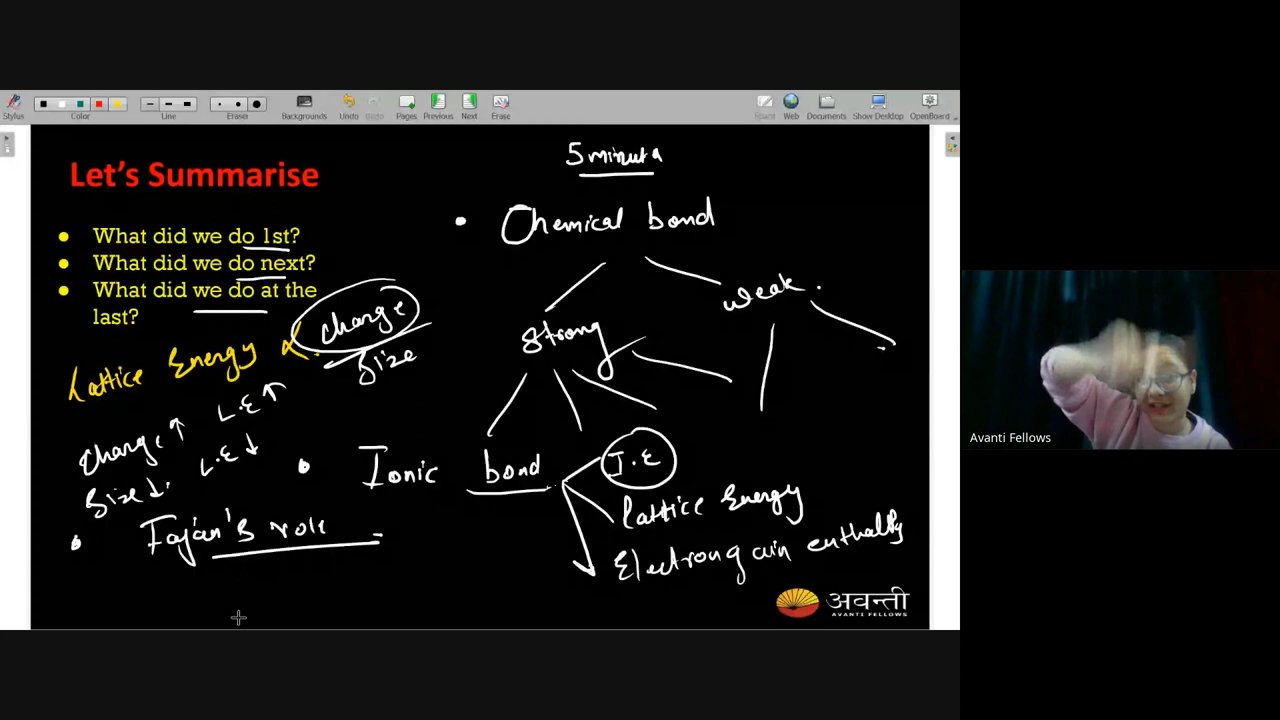 Stylus
Color
Line
Eraser
Backgrounds
Undo
Redo
Pages
Previous
Next
Erase
Board
Web
Documents
Show Desktop
OpenBoard
5 minute
Let's Summarise
Chemical bond
What did we do 1st?
What did we do next?
What did we do at the
last?
weak.
Strong
Lattice Energy ∝ Charge
Size
Charge↑ L.E↑
Size↓ L.E↓
Ionic bond
I.E
Lattice Energy
Electron gain enthalpy
Fajan's role
अवन्ती
AVANTI FELLOWS
Avanti Fellows